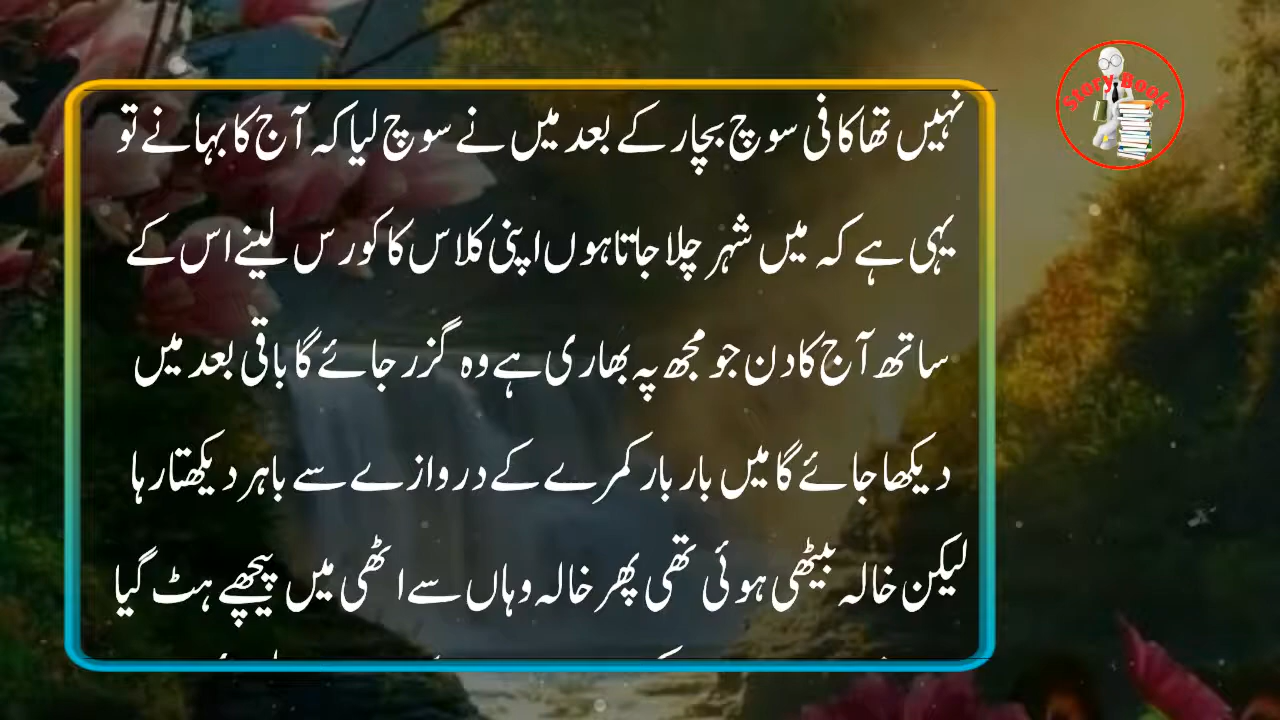 نہیں تھا کافی سوچ بچار کے بعد میں نے سوچ لیا کہ آج کا بہانے تو
یہی ہے کہ میں شہر چلا جاتا ہوں اپنی کلاس کا کورس لینے اس کے
ساتھ آج کا دن جو مجھ پہ بھاری ہے وہ گزر جائے گا باقی بعد میں
دیکھا جائے گا میں بار بار کمرے کے دروازے سے باہر دیکھتا رہا
لیکن خالہ بیٹھی ہوئی تھی پھر خالہ وہاں سے اٹھی میں پیچھے ہٹ گیا
Story Book